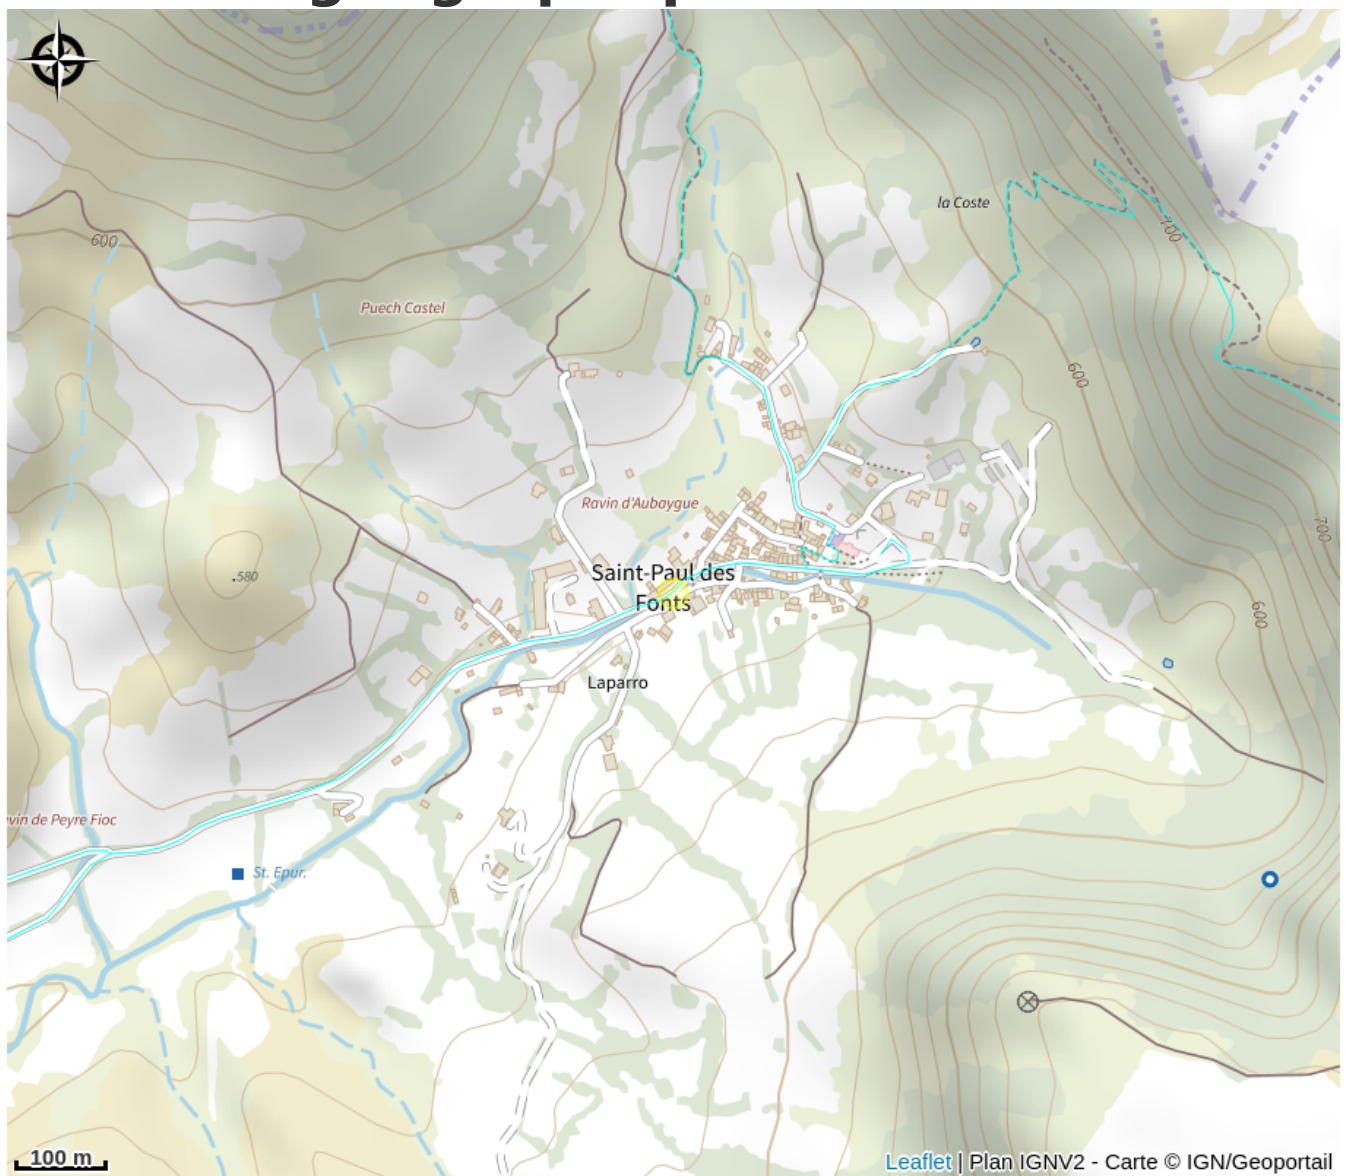 la Coste
700
600
Puech Castel
600
Ravin d'Aubaygue
700
.580
Saint-Paul des
Fonts
600
Laparro
vin de Peyre Fioc
St. Epur.
100 m
Leaflet | Plan IGNV2 - Carte © IGN/Geoportail